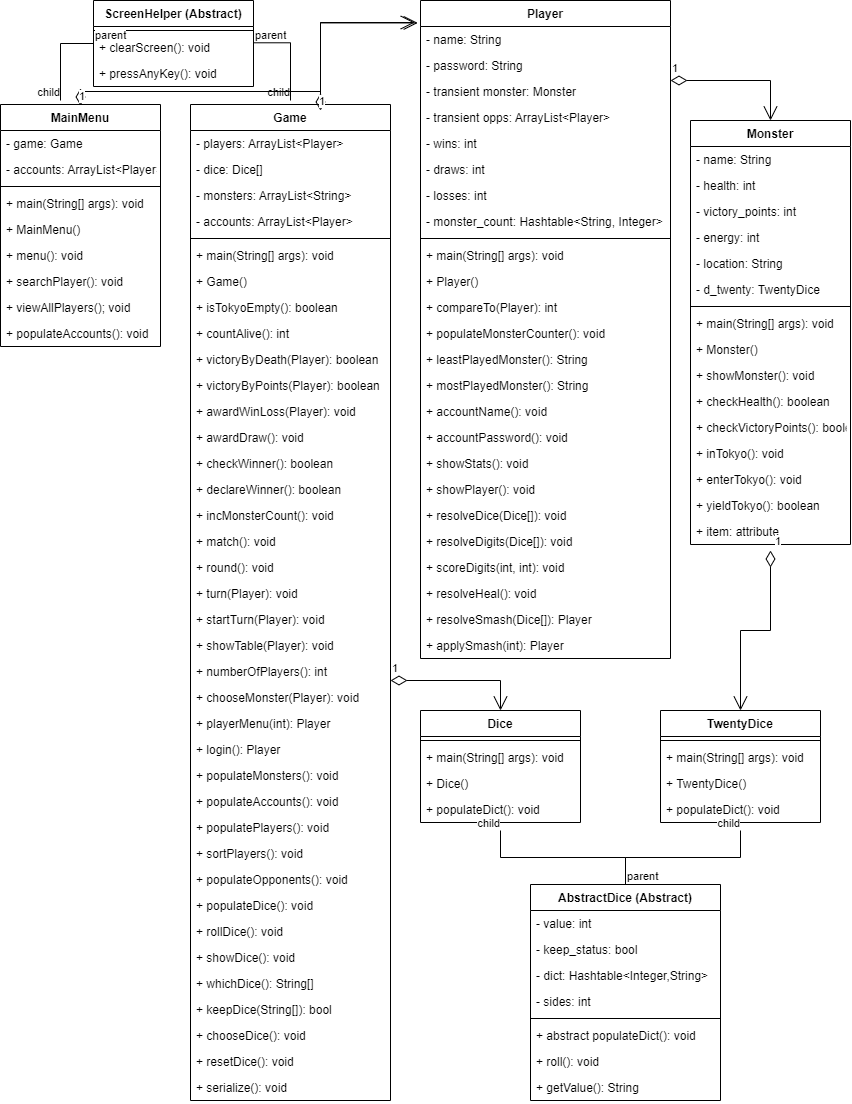 ScreenHelper (Abstract)
parent
parent
+ clearScreen(): void
+ pressAnyKey(): void
child
child
1
1
MainMenu
- game: Game
- accounts: ArrayList<Player
+ main(String[] args): void
+ MainMenu()
+ menu(): void
+ searchPlayer(): void
+ viewAllPlayers(); void
+ populateAccounts(): void
Game
- players: ArrayList<Player>
- dice: Dice[]
- monsters: ArrayList<String>
- accounts: ArrayList<Player>
+ main(String[] args): void
+ Game()
+ isTokyoEmpty(): boolean
+ countAlive(): int
+ victoryByDeath(Player): boolean
+ victoryByPoints(Player): boolean
+ awardWinLoss(Player): void
+ awardDraw(): void
+ checkWinner(): boolean
+ declareWinner(): boolean
+ incMonsterCount(): void
+ match(): void
+ round(): void
+ turn(Player): void
+ startTurn(Player): void
+ showTable(Player): void
+ numberOfPlayers(): int
+ chooseMonster(Player): void
+ playerMenu(int): Player
+ login(): Player
+ populateMonsters(): void
+ populateAccounts(): void
+ populatePlayers(): void
+ sortPlayers(): void
+ populateOpponents(): void
+ populateDice(): void
+ rollDice(): void
+ showDice(): void
+ whichDice(): String[]
+ keepDice(String[]): bool
+ chooseDice(): void
+ resetDice(): void
+ serialize(): void
Player
- name: String
- password: String
- transient monster: Monster
- transient opps: ArrayList<Player>
- wins: int
- draws: int
- losses: int
- monster_count: Hashtable<String, Integer>
+ main(String[] args): void
+ Player()
+ compareTo(Player): int
+ populateMonsterCounter(): void
+ leastPlayedMonster(): String
+ mostPlayedMonster(): String
+ accountName(): void
+ accountPassword(): void
+ showStats(): void
+ showPlayer(): void
+ resolveDice(Dice[]): void
+ resolveDigits(Dice[]): void
+ scoreDigits(int, int): void
+ resolveHeal(): void
+ resolveSmash(Dice[]): Player
+ applySmash(int): Player
1
Monster
- name: String
- health: int
- victory_points: int
- energy: int
- location: String
- d_twenty: TwentyDice
+ main(String[] args): void
+ Monster()
+ showMonster(): void
+ checkHealth(): boolean
+ checkVictoryPoints(): bool
+ inTokyo(): void
+ enterTokyo(): void
+ yieldTokyo(): boolean
+ item: attribute
1
1
Dice
+ main(String[] args): void
+ Dice()
+ populateDict(): void
child
TwentyDice
+ main(String[] args): void
+ TwentyDice()
+ populateDict(): void
child
parent
AbstractDice (Abstract)
- value: int
- keep_status: bool
- dict: Hashtable<Integer,String>
- sides: int
+ abstract populateDict(): void
+ roll(): void
+ getValue(): String